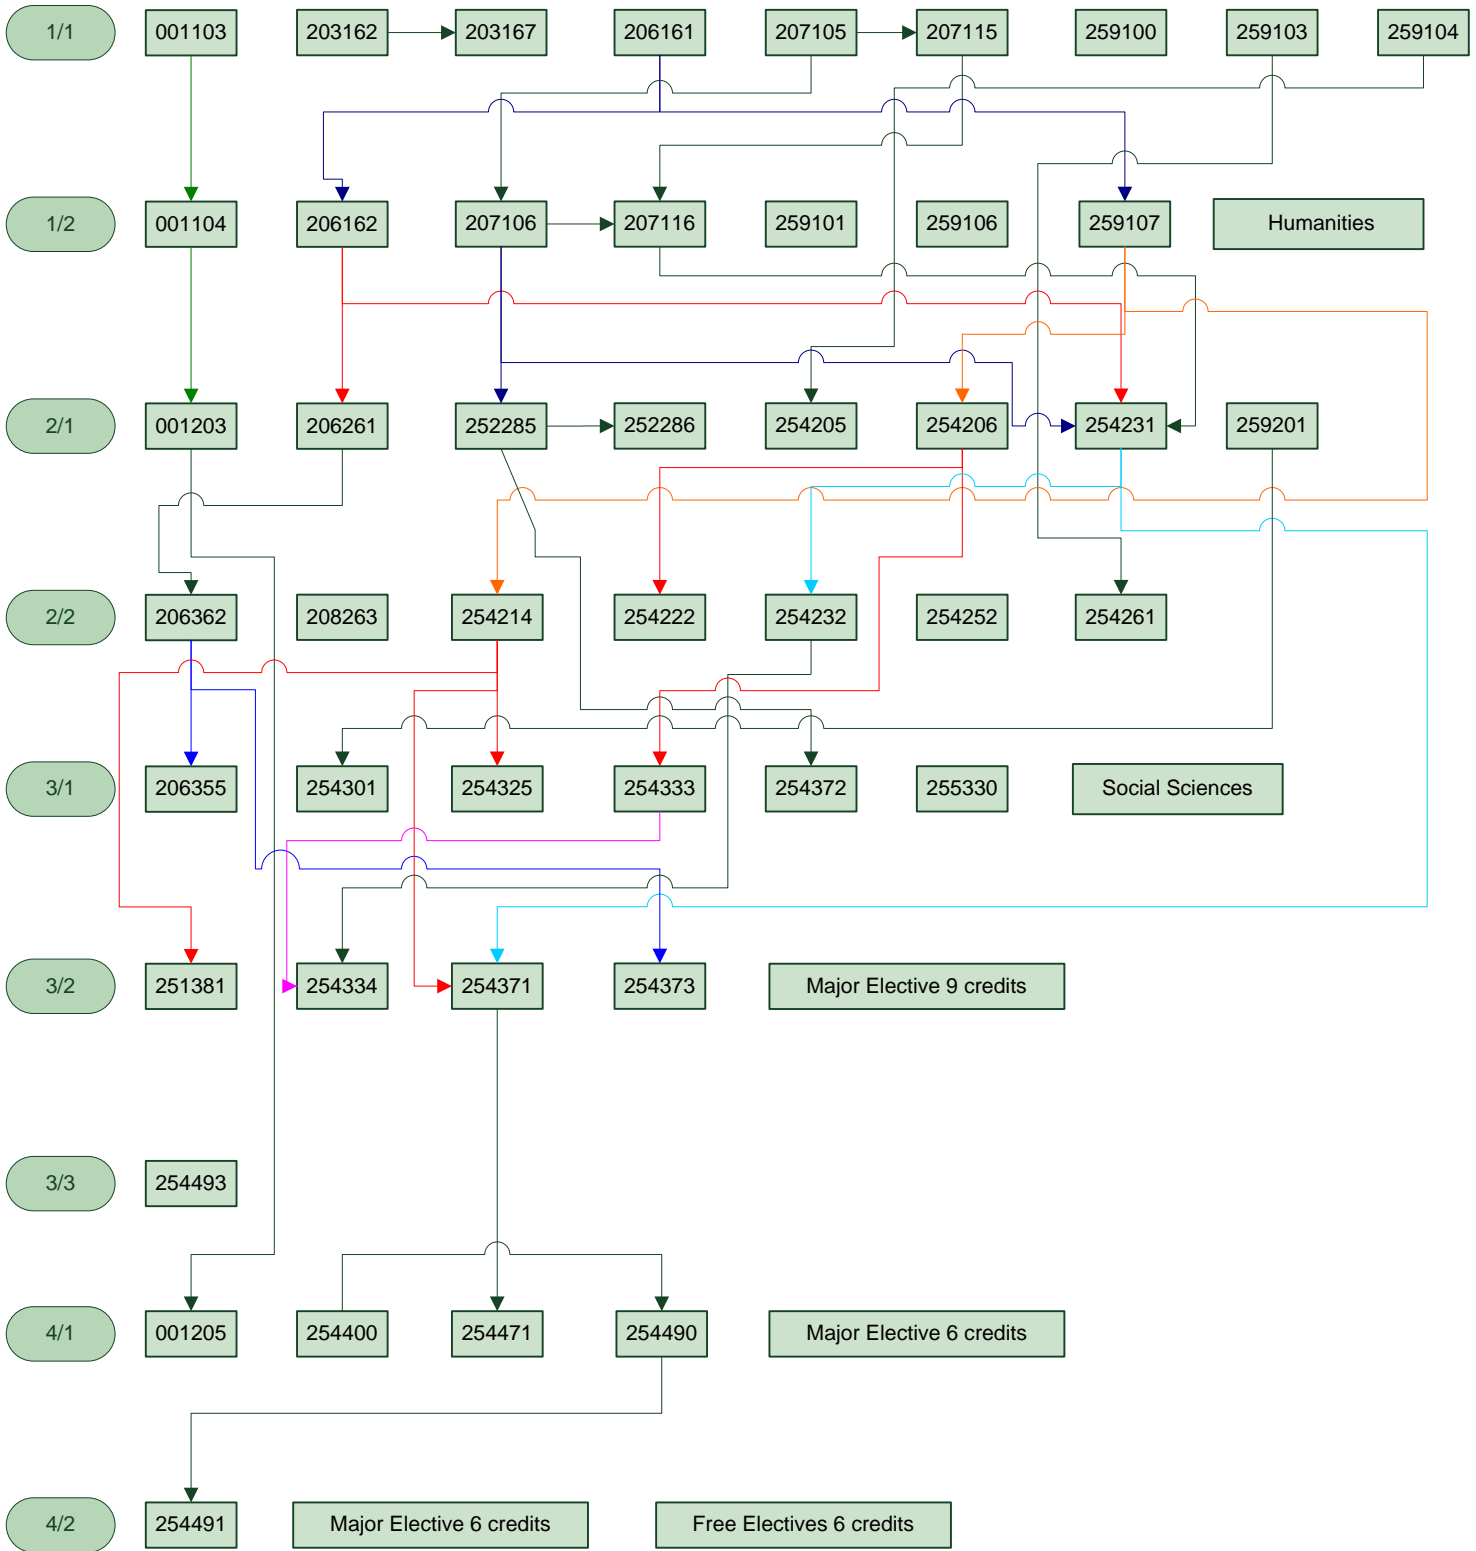 1/1 001103 203162 203167 206161 207105 207115 259100 259103 259104
1/2 001104 206162 207106 207116 259101 259106 259107 Humanities
2/1 001203 206261 252285 252286 254205 254206 254231 259201
2/2 206362 208263 254214 254222 254232 254252 254261
3/1 206355 254301 254325 254333 254372 255330 Social Sciences
3/2 251381 254334 254371 254373 Major Elective 9 credits
3/3 254493
4/1 001205 254400 254471 254490 Major Elective 6 credits
4/2 254491 Major Elective 6 credits Free Electives 6 credits